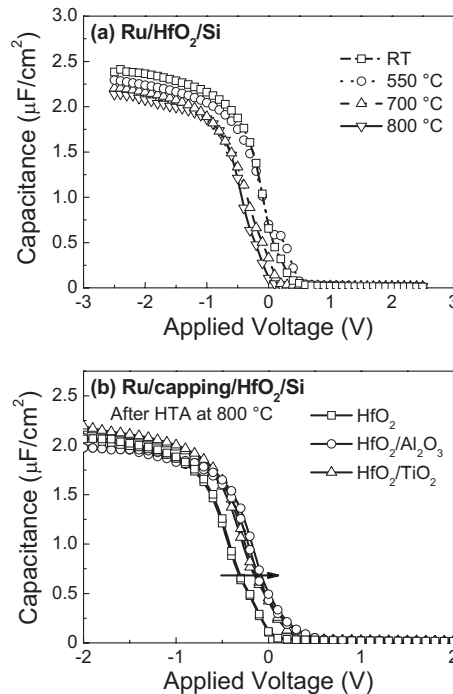 (a) Ru/HfO₂/Si
RT
550 °C
700 °C
800 °C
Capacitance (μF/cm²)
3.0
2.5
2.0
1.5
1.0
0.5
0.0
-3 -2 -1 0 1 2 3
Applied Voltage (V)
(b) Ru/capping/HfO₂/Si
After HTA at 800 °C
HfO₂
HfO₂/Al₂O₃
HfO₂/TiO₂
Capacitance (μF/cm²)
2.5
2.0
1.5
1.0
0.5
0.0
-2 -1 0 1 2
Applied Voltage (V)